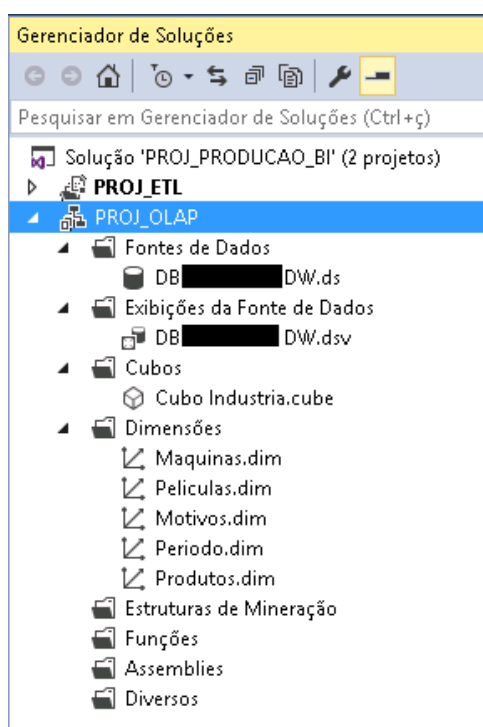 Gerenciador de Soluções
Pesquisar em Gerenciador de Soluções (Ctrl+ç)
Solução 'PROJ_PRODUCAO_BI' (2 projetos)
PROJ_ETL
PROJ_OLAP
Fontes de Dados
DB DW.ds
Exibições da Fonte de Dados
DB DW.dsv
Cubos
Cubo Industria.cube
Dimensões
Maquinas.dim
Peliculas.dim
Motivos.dim
Periodo.dim
Produtos.dim
Estruturas de Mineração
Funções
Assemblies
Diversos